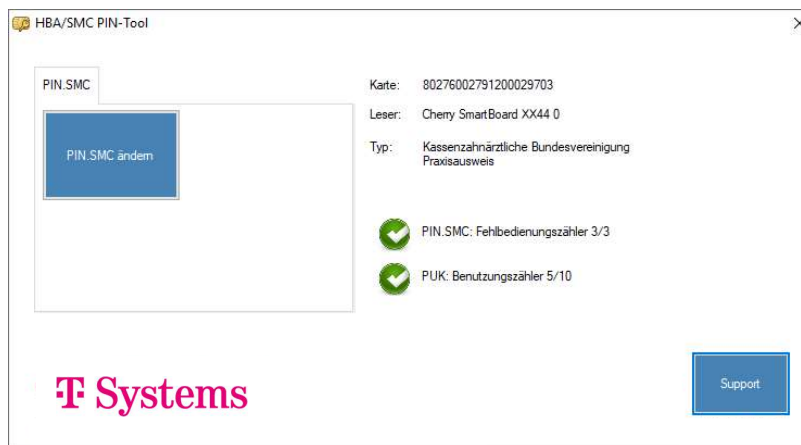 HBA/SMC PIN-Tool
PIN.SMC
PIN.SMC ändern
Karte: 80276002791200029703
Leser: Cherry SmartBoard XX44 0
Typ: Kassenzahnärztliche Bundesvereinigung
Praxisausweis
PIN.SMC: Fehlbedienungszähler 3/3
PUK: Benutzungszähler 5/10
T Systems
Support